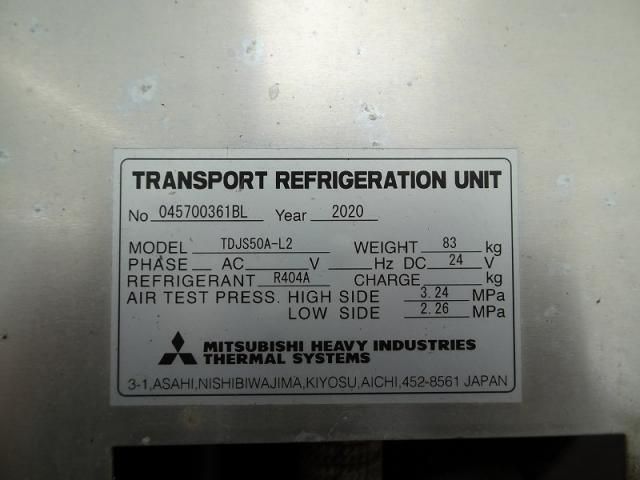 TRANSPORT REFRIGERATION UNIT
No 045700361BL Year 2020
MODEL TDJS50A-L2 WEIGHT 83 kg
PHASE AC V Hz DC 24 V
REFRIGERANT R404A CHARGE kg
AIR TEST PRESS. HIGH SIDE 3.24 MPa
LOW SIDE 2.26 MPa
MITSUBISHI HEAVY INDUSTRIES
THERMAL SYSTEMS
3-1,ASAHI,NISHIBIWAJIMA,KIYOSU,AICHI,452-8561 JAPAN